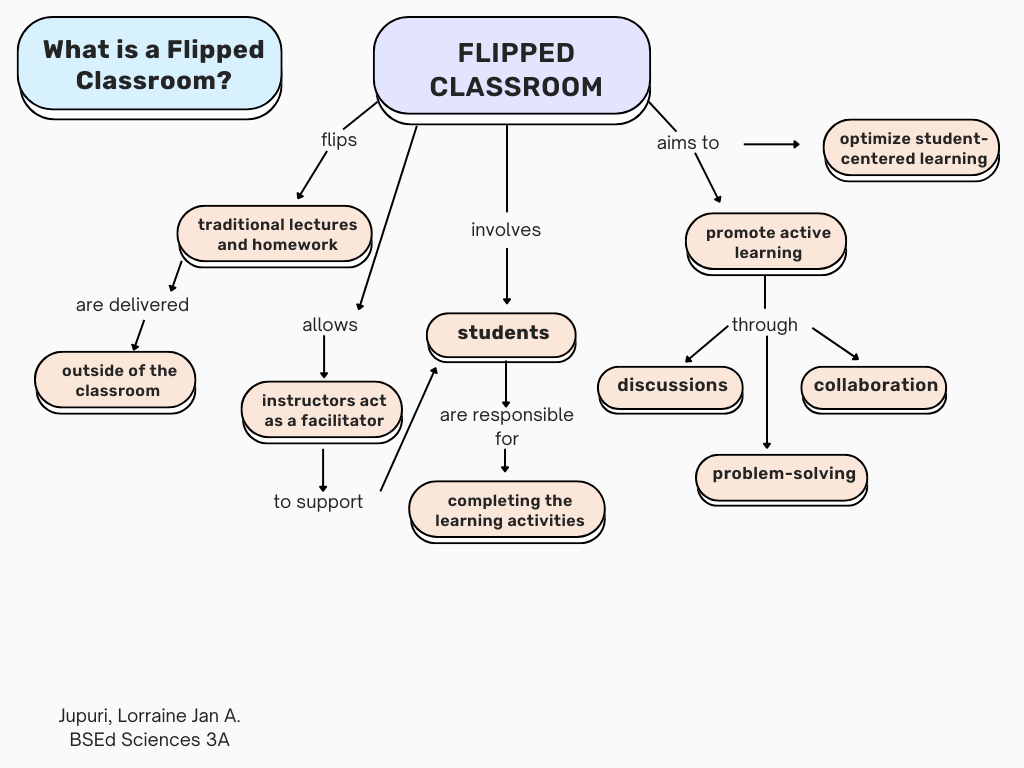 What is a Flipped
Classroom?
FLIPPED
CLASSROOM
flips
aims to
optimize student-
centered learning
traditional lectures
and homework
involves
promote active
learning
are delivered
allows
students
through
outside of the
classroom
instructors act
as a facilitator
are responsible
for
discussions
collaboration
to support
completing the
learning activities
problem-solving
Jupuri, Lorraine Jan A.
BSEd Sciences 3A